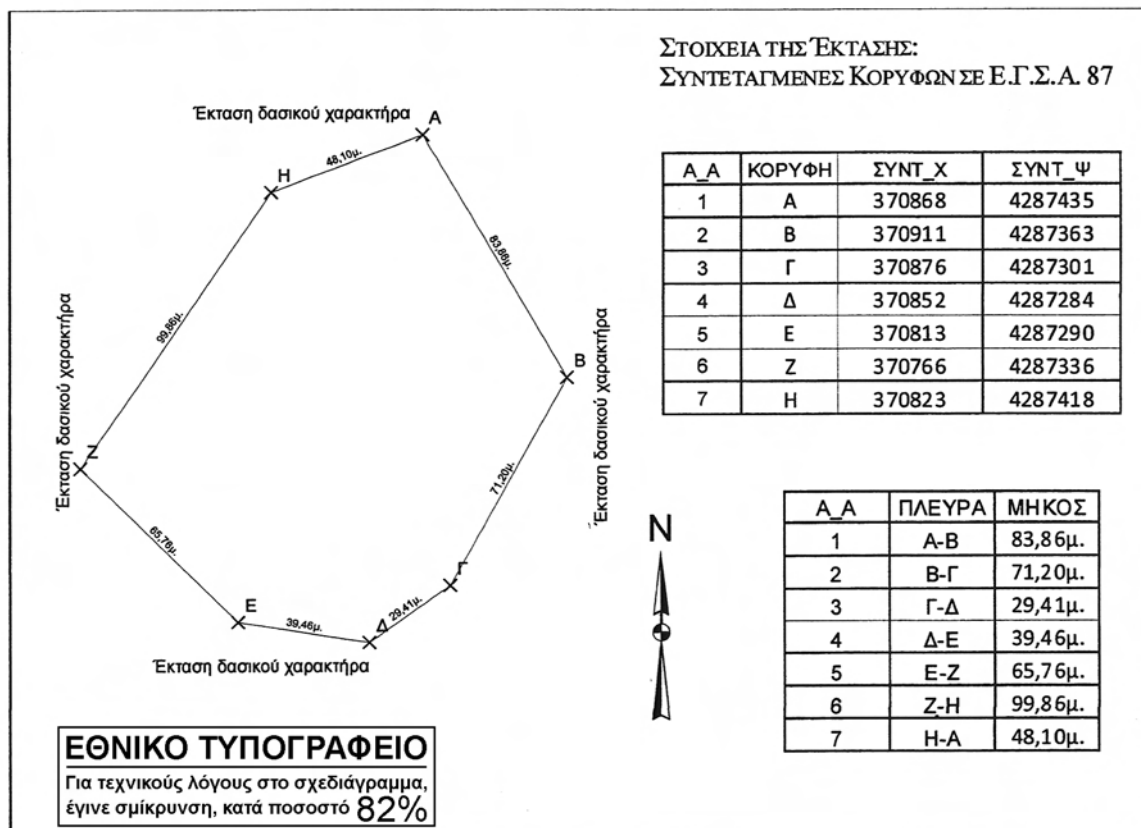 ΣΤΟΙΧΕΙΑ ΤΗΣ ΈΚΤΑΣΗΣ:
ΣΥΝΤΕΤΑΓΜΕΝΕΣ ΚΟΡΥΦΩΝ ΣΕ Ε.Γ.Σ.Α. 87
Έκταση δασικού χαρακτήρα
Α
48,10μ.
Η
83,86μ.
99,86μ.
Έκταση δασικού χαρακτήρα
Β
Έκταση δασικού χαρακτήρα
Ζ
71,20μ.
65,76μ.
Γ
29,41μ.
Ε
39,46μ.
Δ
Έκταση δασικού χαρακτήρα
Α_Α ΚΟΡΥΦΗ ΣΥΝΤ_Χ ΣΥΝΤ_Ψ
1 Α 370868 4287435
2 Β 370911 4287363
3 Γ 370876 4287301
4 Δ 370852 4287284
5 Ε 370813 4287290
6 Ζ 370766 4287336
7 Η 370823 4287418
N
Α_Α ΠΛΕΥΡΑ ΜΗΚΟΣ
1 Α-Β 83,86μ.
2 Β-Γ 71,20μ.
3 Γ-Δ 29,41μ.
4 Δ-Ε 39,46μ.
5 Ε-Ζ 65,76μ.
6 Ζ-Η 99,86μ.
7 Η-Α 48,10μ.
ΕΘΝΙΚΟ ΤΥΠΟΓΡΑΦΕΙΟ
Για τεχνικούς λόγους στο σχεδιάγραμμα,
έγινε σμίκρυνση, κατά ποσοστό 82%